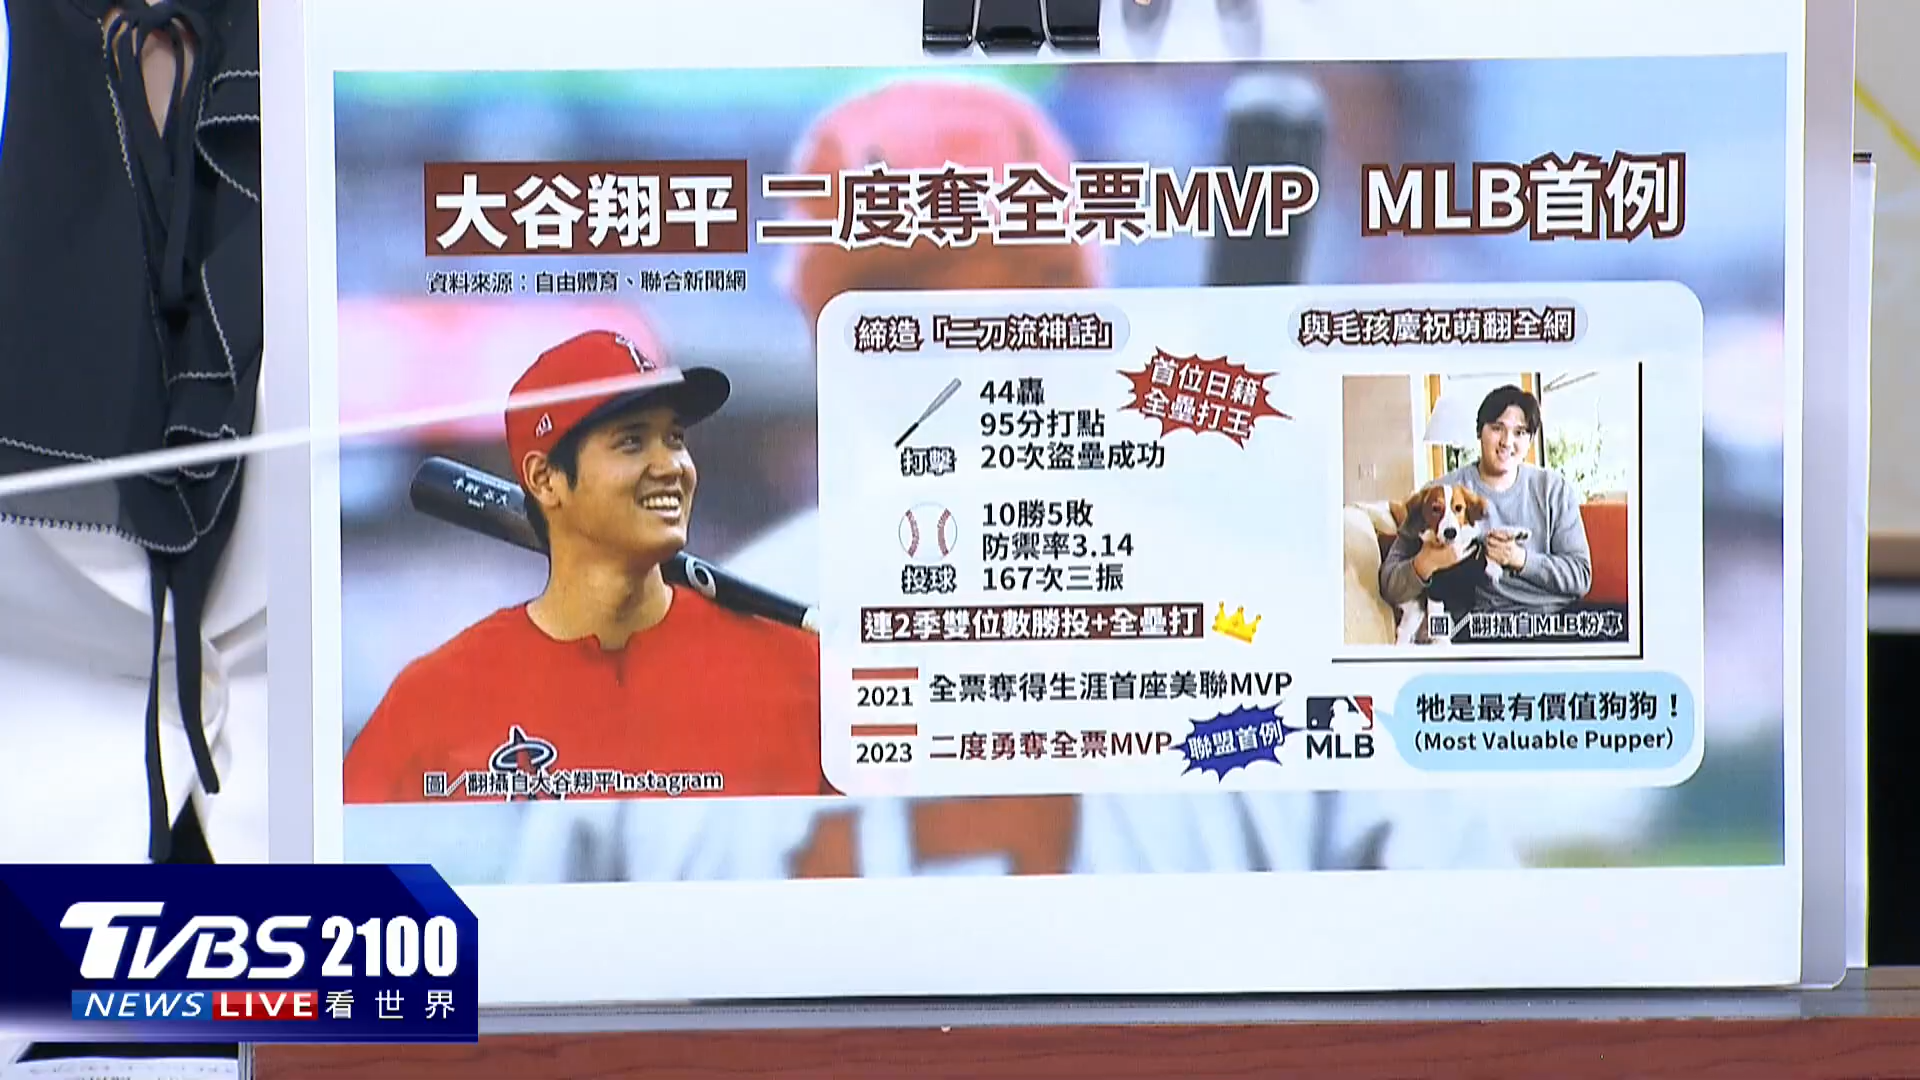 大谷翔平 二度奪全票MVP MLB首例
資料來源：自由體育、聯合新聞網
締造「二刀流神話」
打擊
44轟
95分打點
20次盜壘成功
首位日籍
全壘打王
投球
10勝5敗
防禦率3.14
167次三振
連2季雙位數勝投+全壘打
2021 全票奪得生涯首座美聯MVP
2023 二度勇奪全票MVP
聯盟首例
與毛孩慶祝萌翻全網
圖／翻攝自MLB粉專
MLB
牠是最有價值狗狗！
（Most Valuable Pupper）
圖／翻攝自大谷翔平Instagram
TVBS 2100
NEWS LIVE 看世界